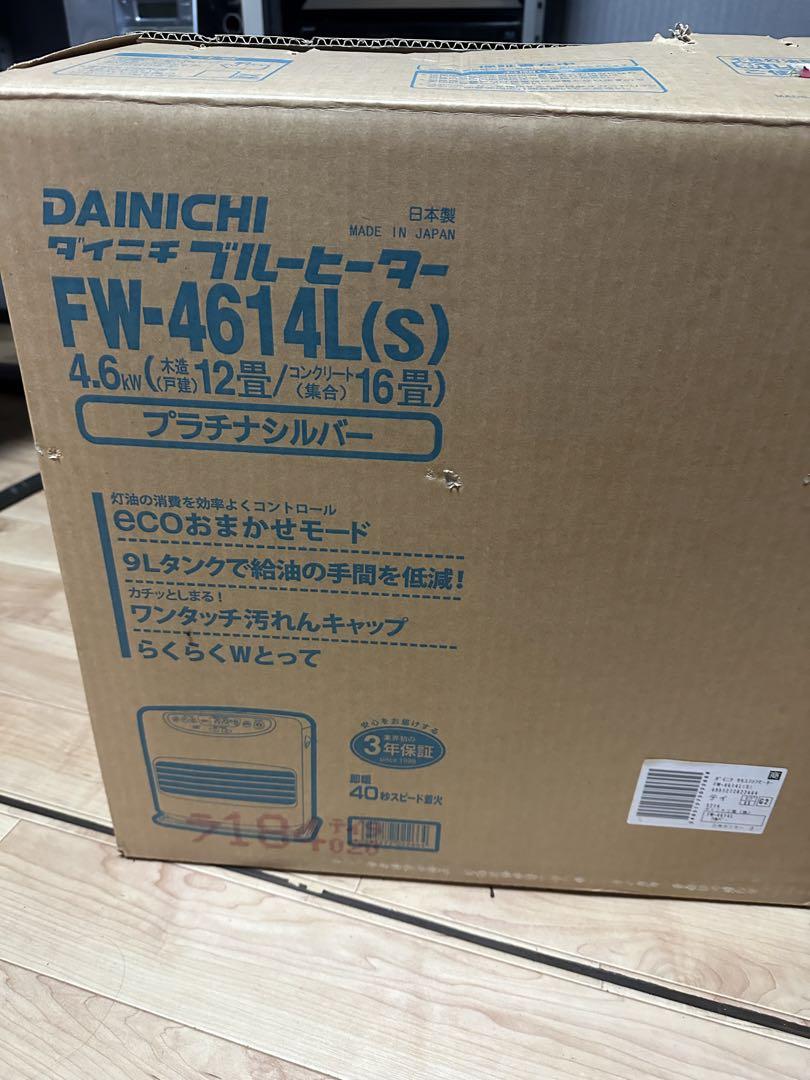 DAINICHI
日本製
MADE IN JAPAN
ダイニチ ブルーヒーター
FW-4614L(S)
4.6kW(木造(戸建)12畳/コンクリート(集合)16畳)
プラチナシルバー
灯油の消費を効率よくコントロール
ecoおまかせモード
9Lタンクで給油の手間を低減!
カチッとしまる!
ワンタッチ汚れんキャップ
らくらくWとって
安心をお届けする
業界初の
3年保証
since 1998
即暖
40秒スピード着火
FW-4614L